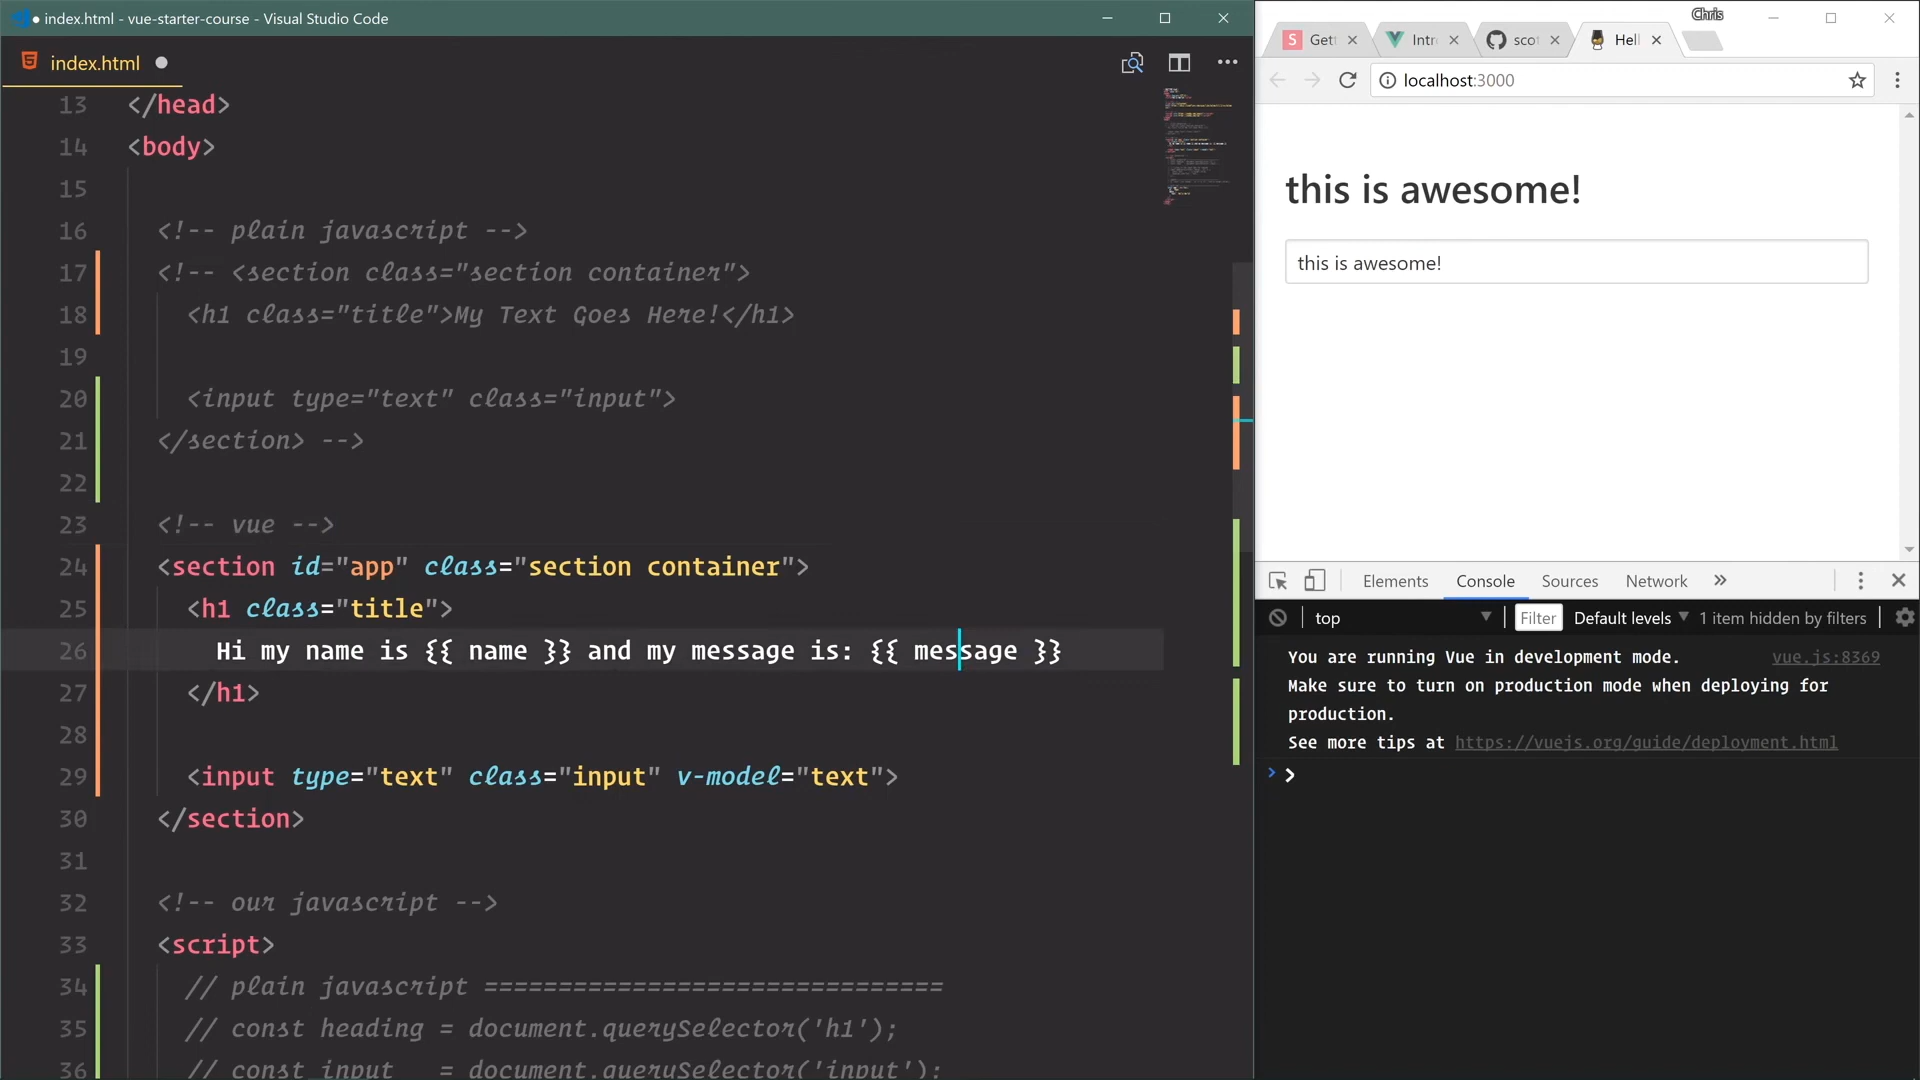 index.html - vue-starter-course - Visual Studio Code
index.html
13 </head>
14 <body>
15
16 <!-- plain javascript -->
17 <!-- <section class="section container">
18 <h1 class="title">My Text Goes Here!</h1>
19
20 <input type="text" class="input">
21 </section> -->
22
23 <!-- vue -->
24 <section id="app" class="section container">
25 <h1 class="title">
26 Hi my name is {{ name }} and my message is: {{ message }}
27 </h1>
28
29 <input type="text" class="input" v-model="text">
30 </section>
31
32 <!-- our javascript -->
33 <script>
34 // plain javascript ===============================
35 // const heading = document.querySelector('h1');
36 // const input = document.querySelector('input');
Chris
Gett
Intr
scot
Hell
localhost:3000
this is awesome!
this is awesome!
Elements Console Sources Network »
top Filter Default levels 1 item hidden by filters
You are running Vue in development mode. vue.js:8369
Make sure to turn on production mode when deploying for
production.
See more tips at https://vuejs.org/guide/deployment.html